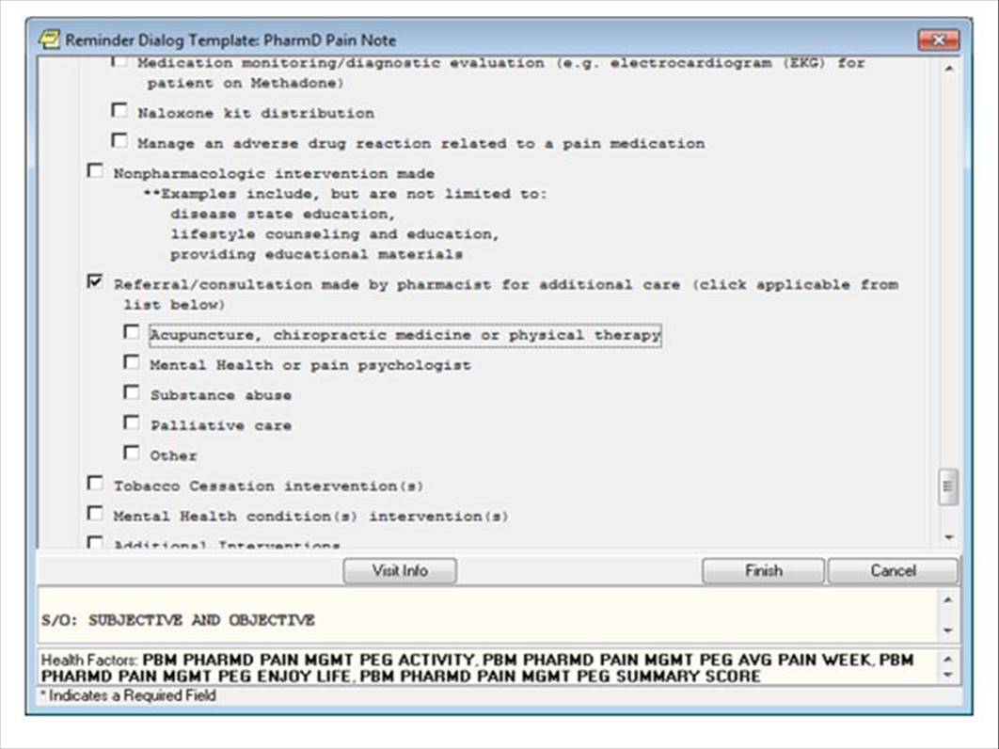 Reminder Dialog Template: PharmD Pain Note
Medication monitoring/diagnostic evaluation (e.g. electrocardiogram (EKG) for
patient on Methadone)
Naloxone kit distribution
Manage an adverse drug reaction related to a pain medication
Nonpharmacologic intervention made
**Examples include, but are not limited to:
disease state education,
lifestyle counseling and education,
providing educational materials
Referral/consultation made by pharmacist for additional care (click applicable from
list below)
Acupuncture, chiropractic medicine or physical therapy
Mental Health or pain psychologist
Substance abuse
Palliative care
Other
Tobacco Cessation intervention(s)
Mental Health condition(s) intervention(s)
Additional Interventions
Visit Info Finish Cancel
S/O: SUBJECTIVE AND OBJECTIVE
Health Factors: PBM PHARMD PAIN MGMT PEG ACTIVITY, PBM PHARMD PAIN MGMT PEG AVG PAIN WEEK, PBM
PHARMD PAIN MGMT PEG ENJOY LIFE, PBM PHARMD PAIN MGMT PEG SUMMARY SCORE
* Indicates a Required Field